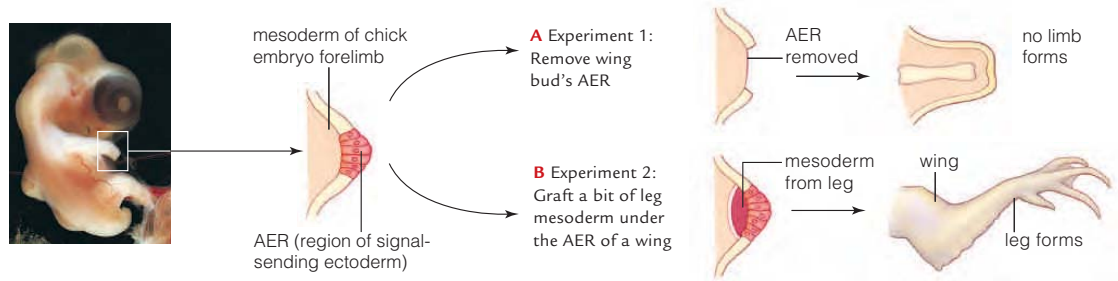 mesoderm of chick
embryo forelimb
AER (region of signal-
sending ectoderm)
A Experiment 1:
Remove wing
bud's AER
AER
removed
no limb
forms
B Experiment 2:
Graft a bit of leg
mesoderm under
the AER of a wing
mesoderm
from leg
wing
leg forms